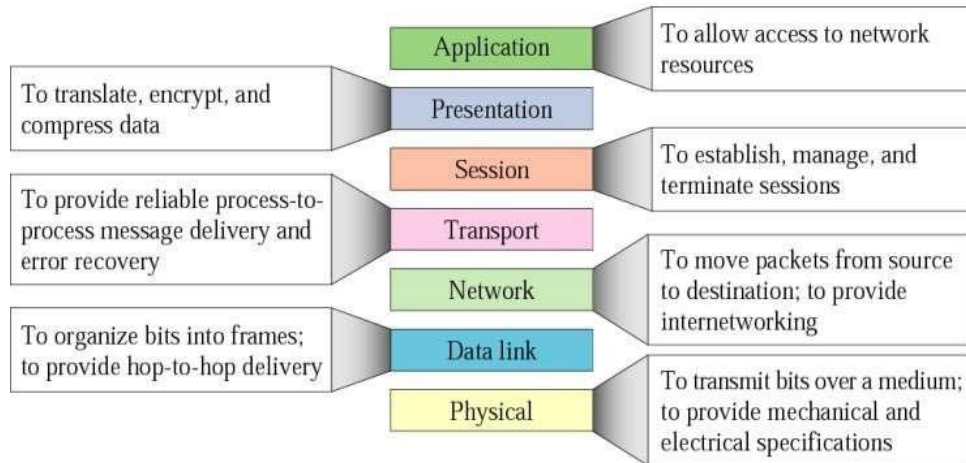 Application
To allow access to network
resources
To translate, encrypt, and
compress data
Presentation
Session
To establish, manage, and
terminate sessions
To provide reliable process-to-
process message delivery and
error recovery
Transport
Network
To move packets from source
to destination; to provide
internetworking
To organize bits into frames;
to provide hop-to-hop delivery
Data link
Physical
To transmit bits over a medium;
to provide mechanical and
electrical specifications